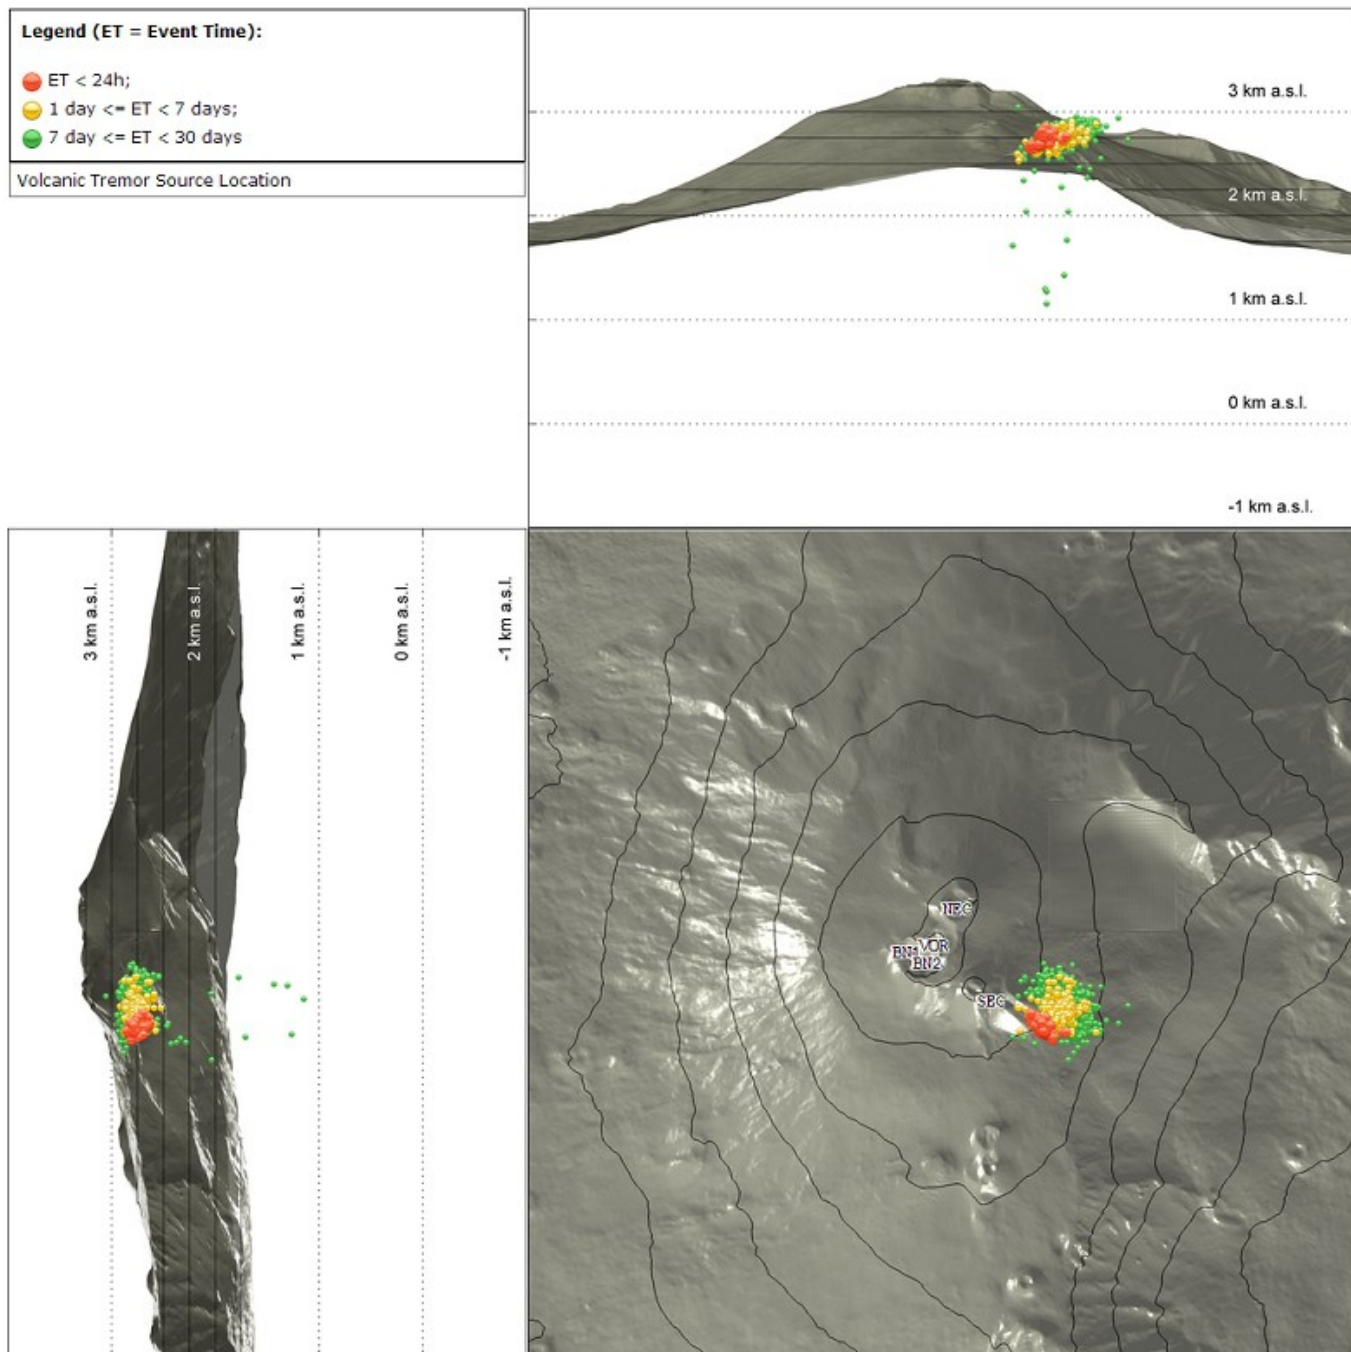 Legend (ET = Event Time):
ET < 24h;
1 day <= ET < 7 days;
7 day <= ET < 30 days
Volcanic Tremor Source Location
3 km a.s.l.
2 km a.s.l.
1 km a.s.l.
0 km a.s.l.
-1 km a.s.l.
3 km a.s.l.
2 km a.s.l.
1 km a.s.l.
0 km a.s.l.
-1 km a.s.l.
NEC
VOR
BN1
BN2
SEC